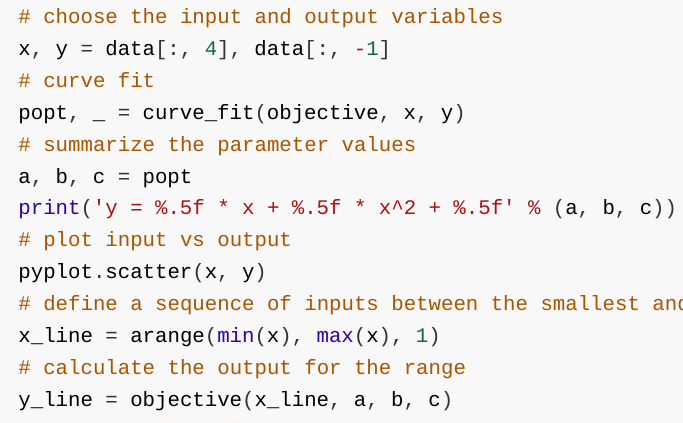 # choose the input and output variables
x, y = data[:, 4], data[:, -1]
# curve fit
popt, _ = curve_fit(objective, x, y)
# summarize the parameter values
a, b, c = popt
print('y = %.5f * x + %.5f * x^2 + %.5f' % (a, b, c))
# plot input vs output
pyplot.scatter(x, y)
# define a sequence of inputs between the smallest and
x_line = arange(min(x), max(x), 1)
# calculate the output for the range
y_line = objective(x_line, a, b, c)